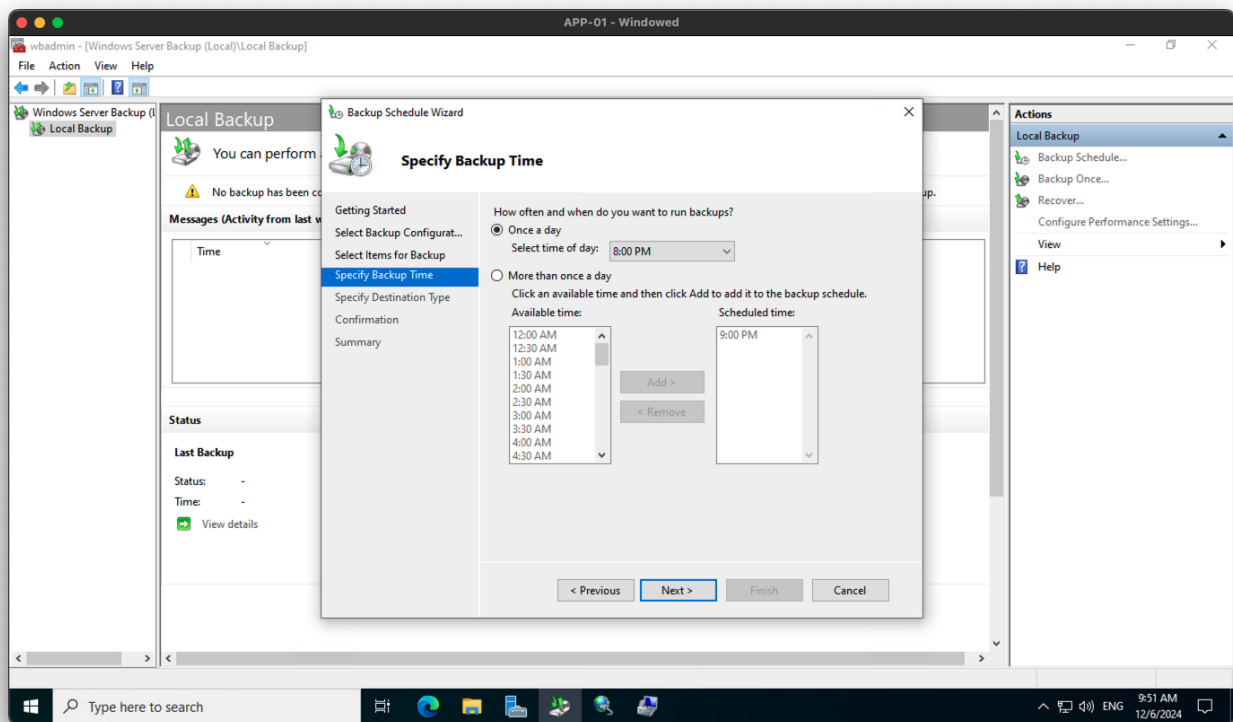 APP-01 - Windowed
wbadmin - [Windows Server Backup (Local)\Local Backup]
File Action View Help
Windows Server Backup (L
Local Backup
Local Backup
You can perform
No backup has been co
up.
Messages (Activity from last w
Time
Status
Last Backup
Status: -
Time: -
View details
Backup Schedule Wizard
Specify Backup Time
Getting Started
Select Backup Configurat...
Select Items for Backup
Specify Backup Time
Specify Destination Type
Confirmation
Summary
How often and when do you want to run backups?
Once a day
Select time of day: 8:00 PM
More than once a day
Click an available time and then click Add to add it to the backup schedule.
Available time: Scheduled time:
12:00 AM
12:30 AM
1:00 AM
1:30 AM
2:00 AM
2:30 AM
3:00 AM
3:30 AM
4:00 AM
4:30 AM
Add >
< Remove
9:00 PM
< Previous Next > Finish Cancel
Actions
Local Backup
Backup Schedule...
Backup Once...
Recover...
Configure Performance Settings...
View
Help
Type here to search
ENG
9:51 AM
12/6/2024